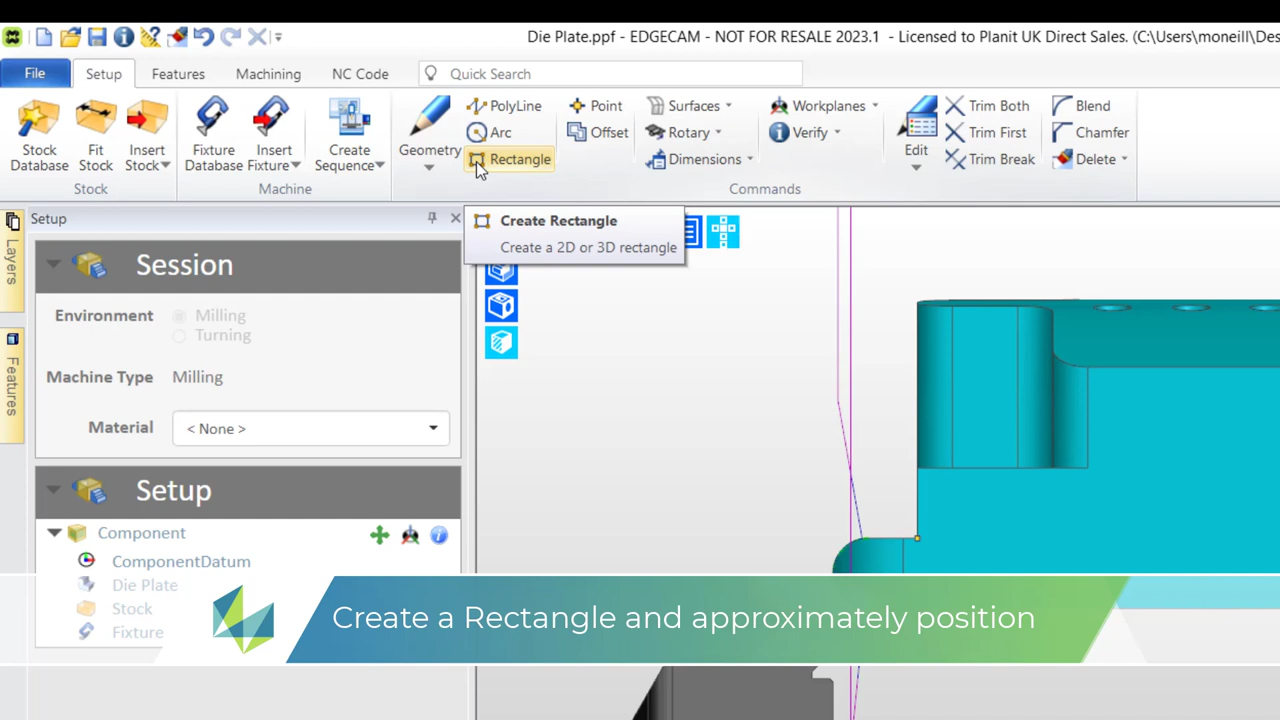 Die Plate.ppf - EDGECAM - NOT FOR RESALE 2023.1 - Licensed to Planit UK Direct Sales. (C:\Users\moneill\Des
File
Setup
Features
Machining
NC Code
Quick Search
Stock Database
Fit Stock
Insert Stock
Stock
Fixture Database
Insert Fixture
Create Sequence
Machine
Geometry
PolyLine
Arc
Rectangle
Point
Offset
Surfaces
Rotary
Dimensions
Workplanes
Verify
Edit
Trim Both
Trim First
Trim Break
Blend
Chamfer
Delete
Commands
Setup
Create Rectangle
Create a 2D or 3D rectangle
Layers
Features
Session
Environment
Milling
Turning
Machine Type Milling
Material < None >
Setup
Component
ComponentDatum
Die Plate
Stock
Fixture
Create a Rectangle and approximately position